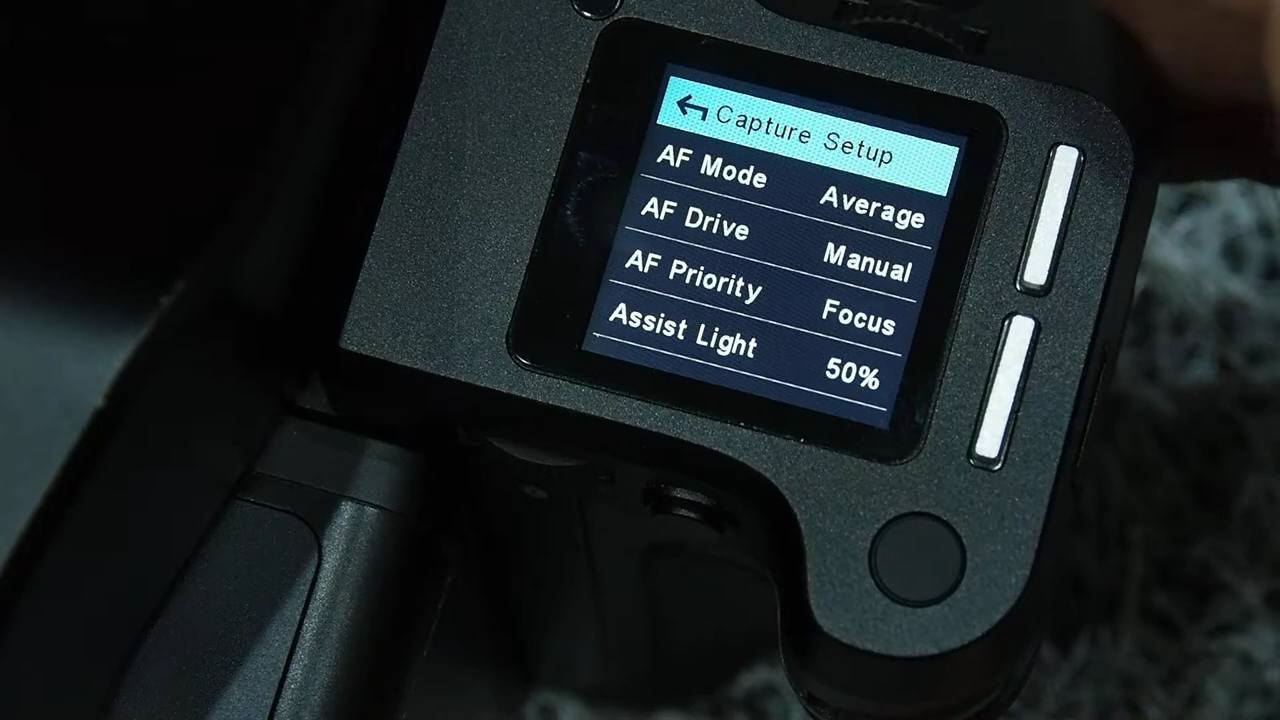 Capture Setup
AF Mode Average
AF Drive Manual
AF Priority Focus
Assist Light 50%